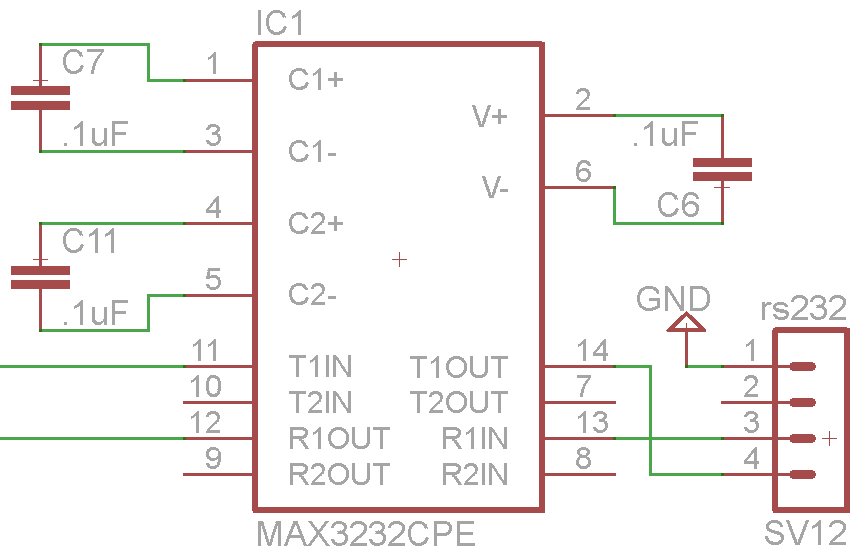 IC1
C7
1
C1+
.1uF
3
C1-
V+
2
.1uF
V-
6
C6
4
C2+
C11
5
C2-
.1uF
GND
rs232
11
T1IN
T1OUT
14
1
10
T2IN
T2OUT
7
2
12
R1OUT
R1IN
13
3
9
R2OUT
R2IN
8
4
MAX3232CPE
SV12